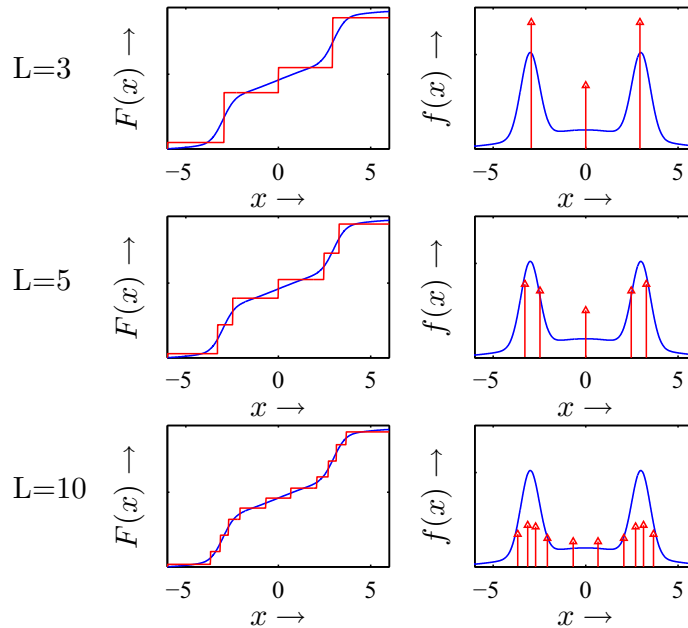 L=3
F(x) →
−5 0 5
x →
f(x) →
−5 0 5
x →
L=5
F(x) →
−5 0 5
x →
f(x) →
−5 0 5
x →
L=10
F(x) →
−5 0 5
x →
f(x) →
−5 0 5
x →